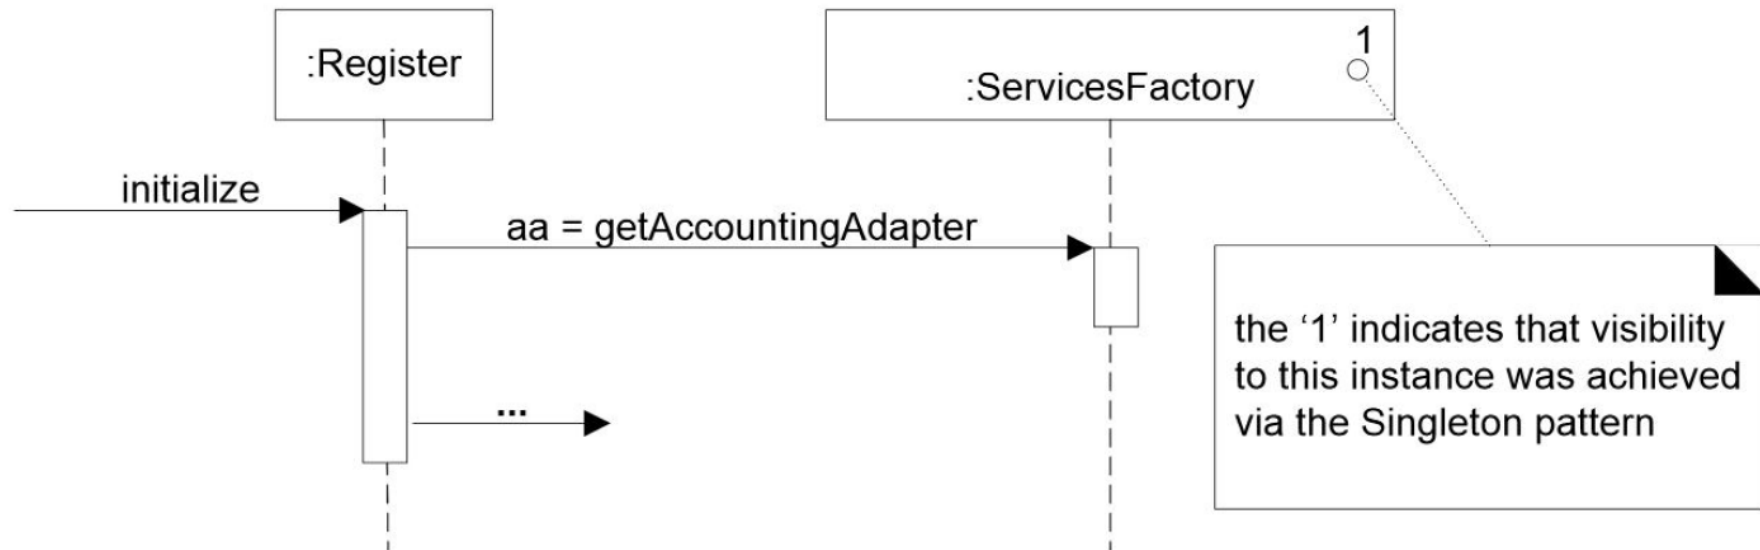 :Register
1
:ServicesFactory
initialize
aa = getAccountingAdapter
...
the ‘1’ indicates that visibility
to this instance was achieved
via the Singleton pattern